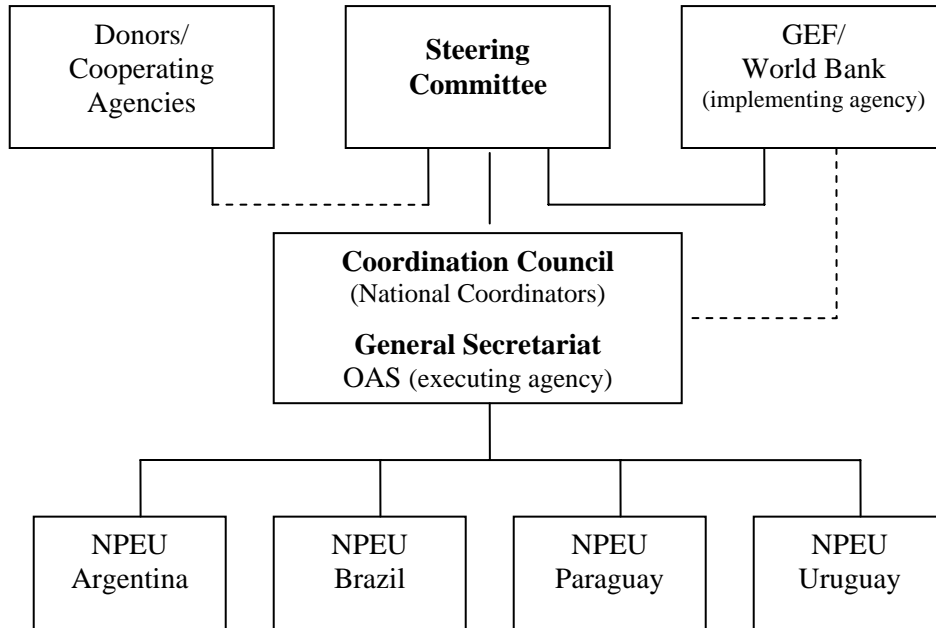 Donors/
Cooperating
Agencies
Steering
Committee
GEF/
World Bank
(implementing agency)
Coordination Council
(National Coordinators)
General Secretariat
OAS (executing agency)
NPEU
Argentina
NPEU
Brazil
NPEU
Paraguay
NPEU
Uruguay